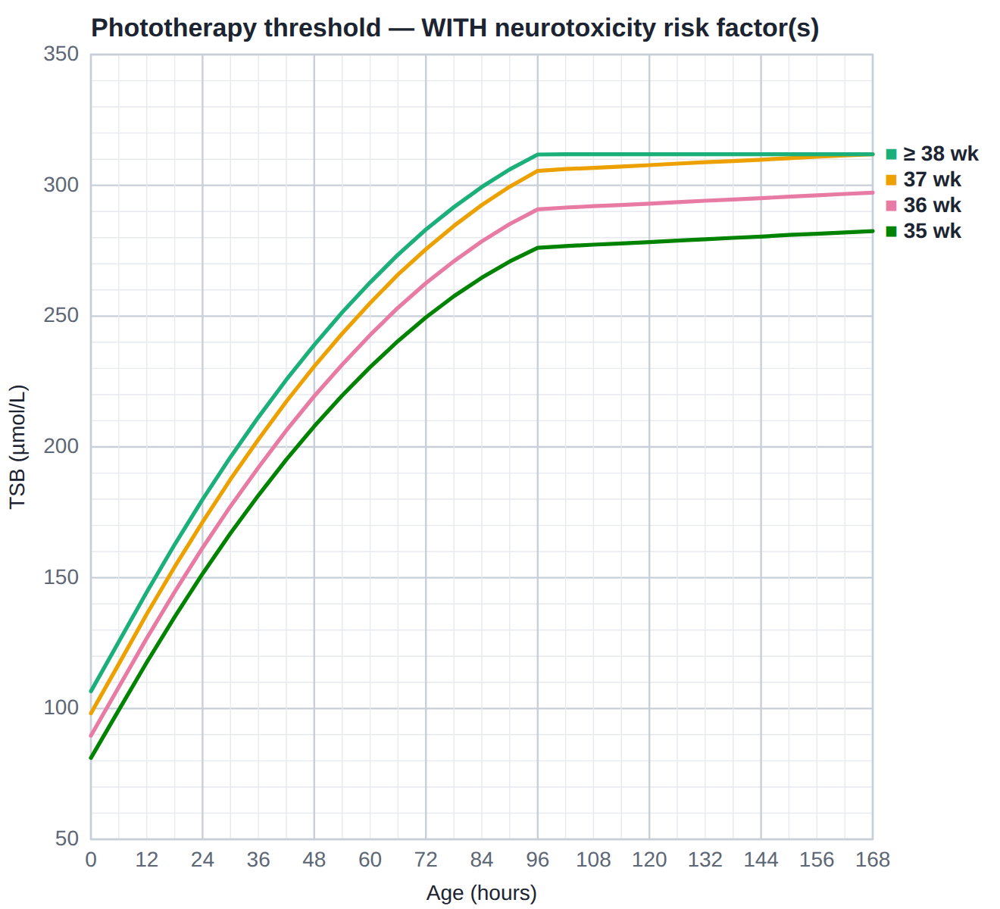 Phototherapy threshold — WITH neurotoxicity risk factor(s)
350
300
250
200
150
100
50
TSB (µmol/L)
0 12 24 36 48 60 72 84 96 108 120 132 144 156 168
Age (hours)
≥ 38 wk
37 wk
36 wk
35 wk